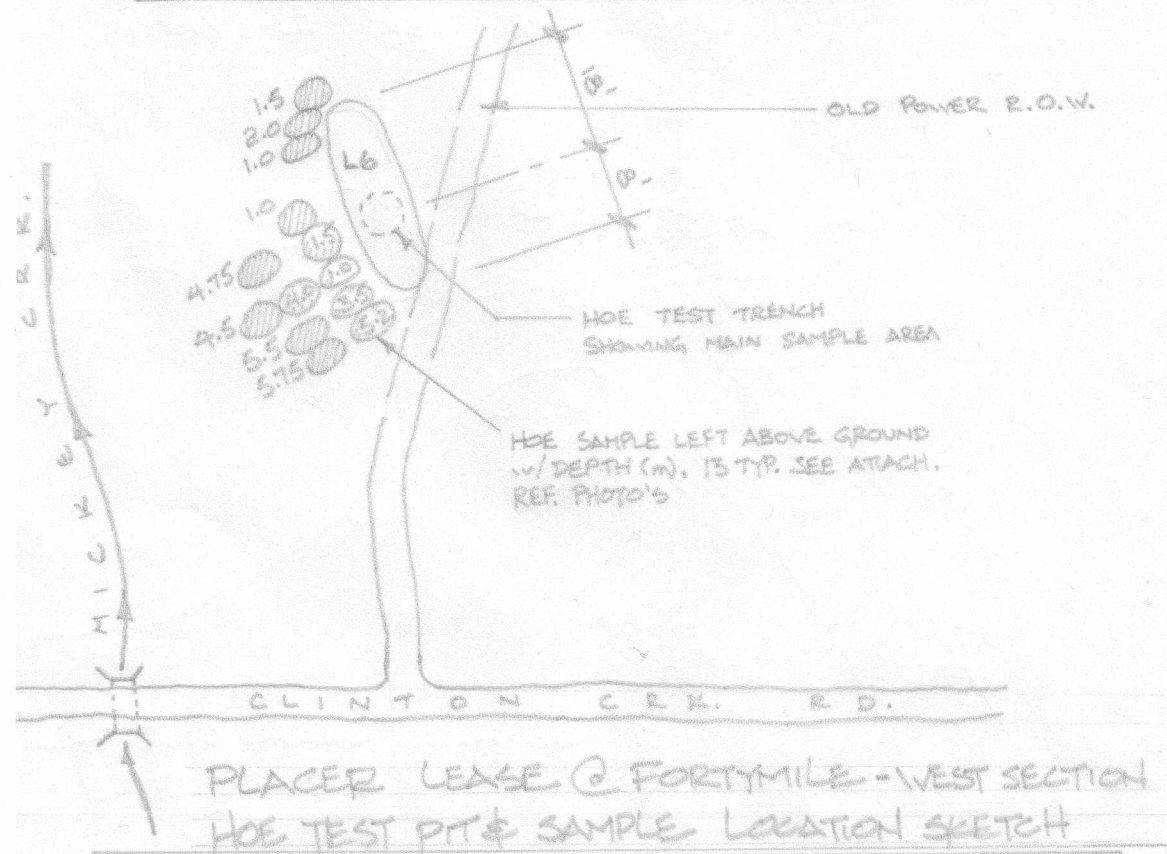 OLD POWER R.O.W.
1.5
2.0
1.0
L6
1.0
1.5
4.75
1.0
4.0
3.5
4.5
5.2
5.5
5.75
HOE TEST TRENCH
SHOWING MAIN SAMPLE AREA
HOE SAMPLE LEFT ABOVE GROUND
W/ DEPTH (m), 13 TYP. SEE ATTACH.
REF. PHOTO'S
MICKEY CRK.
CLINTON CRK. RD.
PLACER LEASE @ FORTYMILE - WEST SECTION
HOE TEST PIT & SAMPLE LOCATION SKETCH